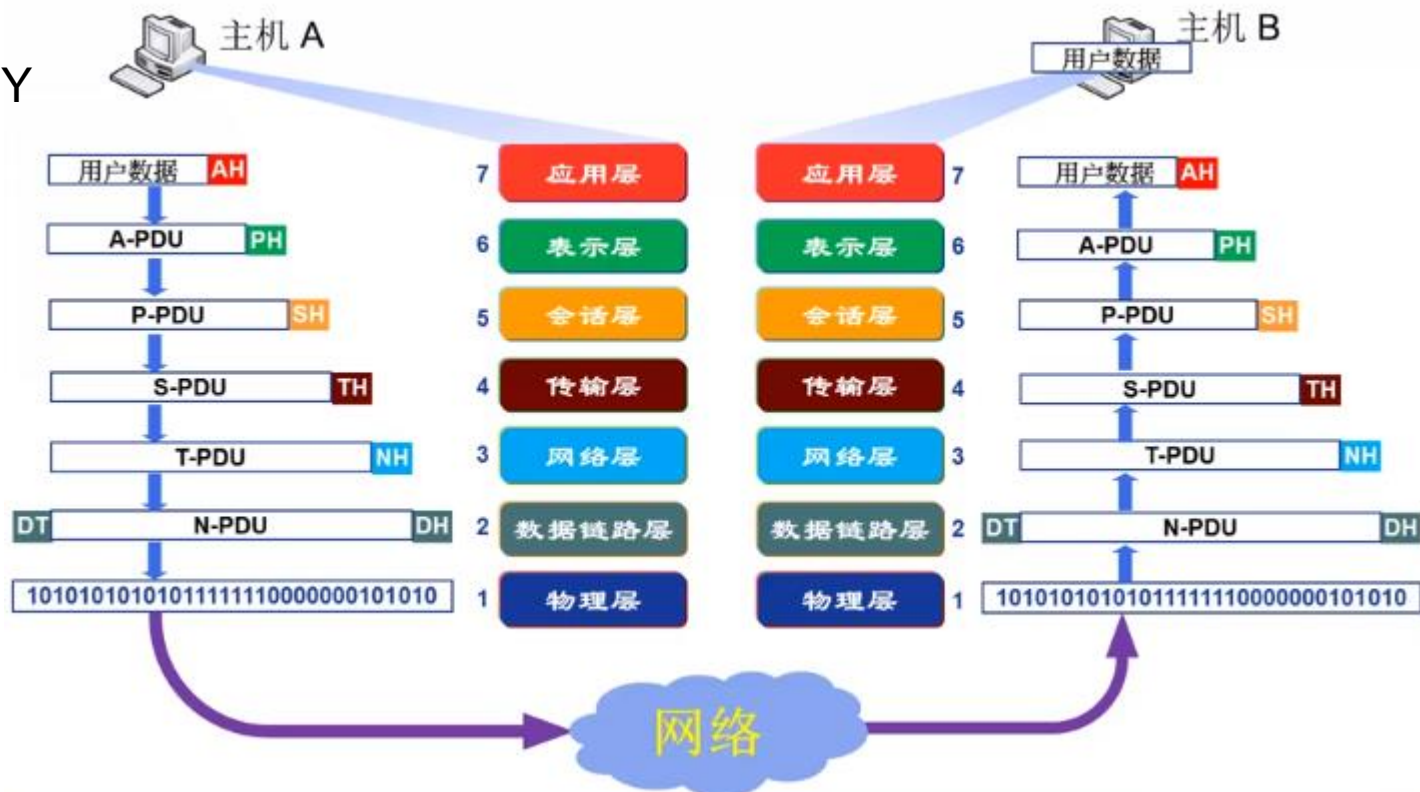 主机 A
主机 B
用户数据
Y
用户数据 AH 7 应用层 应用层 7 用户数据 AH
A-PDU PH 6 表示层 表示层 6 A-PDU PH
P-PDU SH 5 会话层 会话层 5 P-PDU SH
S-PDU TH 4 传输层 传输层 4 S-PDU TH
T-PDU NH 3 网络层 网络层 3 T-PDU NH
DT N-PDU DH 2 数据链路层 数据链路层 2 DT N-PDU DH
1010101010101111111100000000101010 1 物理层 物理层 1 1010101010101111111100000000101010
网络